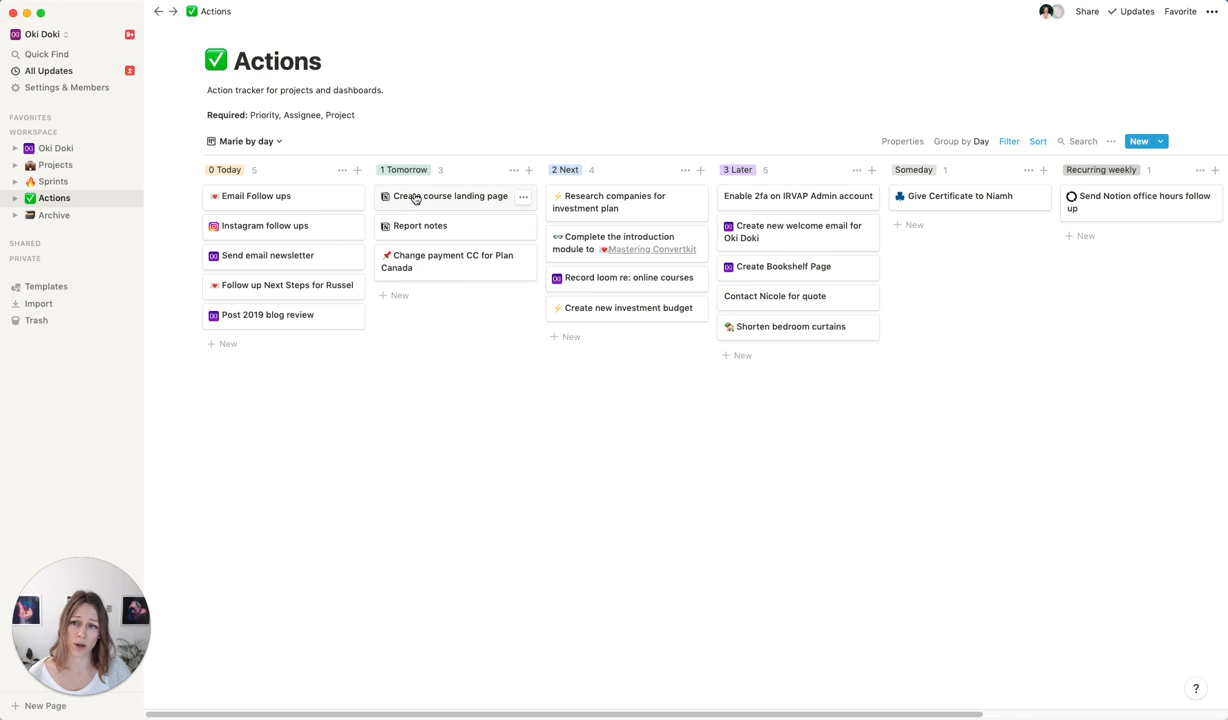 Actions
Share
Updates
Favorite
Oki Doki
9+
Quick Find
All Updates
2
Settings & Members
FAVORITES
WORKSPACE
Oki Doki
Projects
Sprints
Actions
Archive
SHARED
PRIVATE
Templates
Import
Trash
New Page
Actions
Action tracker for projects and dashboards.
Required: Priority, Assignee, Project
Marie by day
Properties
Group by Day
Filter
Sort
Search
New
0 Today 5
Email Follow ups
Instagram follow ups
Send email newsletter
Follow up Next Steps for Russel
Post 2019 blog review
New
1 Tomorrow 3
Create course landing page
Report notes
Change payment CC for Plan
Canada
New
2 Next 4
Research companies for
investment plan
Complete the introduction
module to Mastering Convertkit
Record loom re: online courses
Create new investment budget
New
3 Later 5
Enable 2fa on IRVAP Admin account
Create new welcome email for
Oki Doki
Create Bookshelf Page
Contact Nicole for quote
Shorten bedroom curtains
New
Someday 1
Give Certificate to Niamh
New
Recurring weekly 1
Send Notion office hours follow
up
New
?